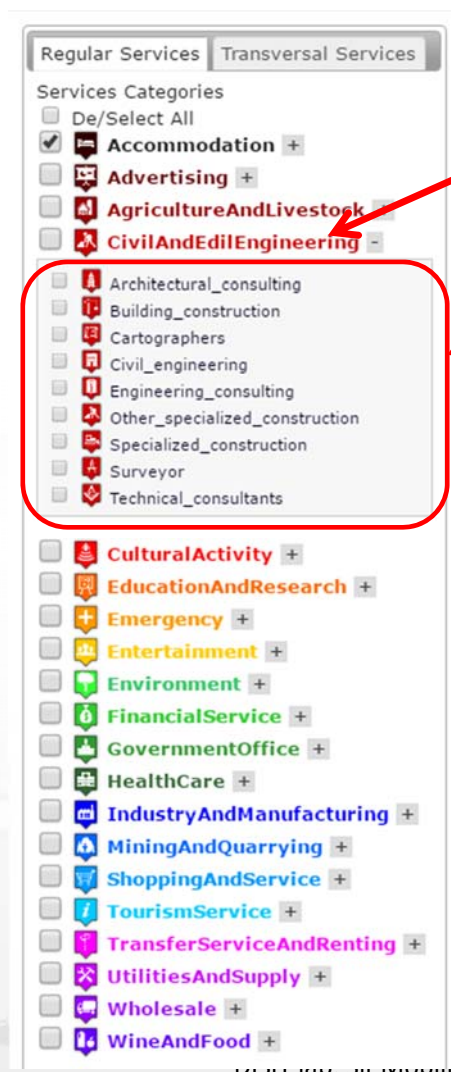 Regular Services Transversal Services
Services Categories
De/Select All
Accommodation +
Advertising +
AgricultureAndLivestock +
CivilAndEdilEngineering -
Architectural_consulting
Building_construction
Cartographers
Civil_engineering
Engineering_consulting
Other_specialized_construction
Specialized_construction
Surveyor
Technical_consultants
CulturalActivity +
EducationAndResearch +
Emergency +
Entertainment +
Environment +
FinancialService +
GovernmentOffice +
HealthCare +
IndustryAndManufacturing +
MiningAndQuarrying +
ShoppingAndService +
TourismService +
TransferServiceAndRenting +
UtilitiesAndSupply +
Wholesale +
WineAndFood +